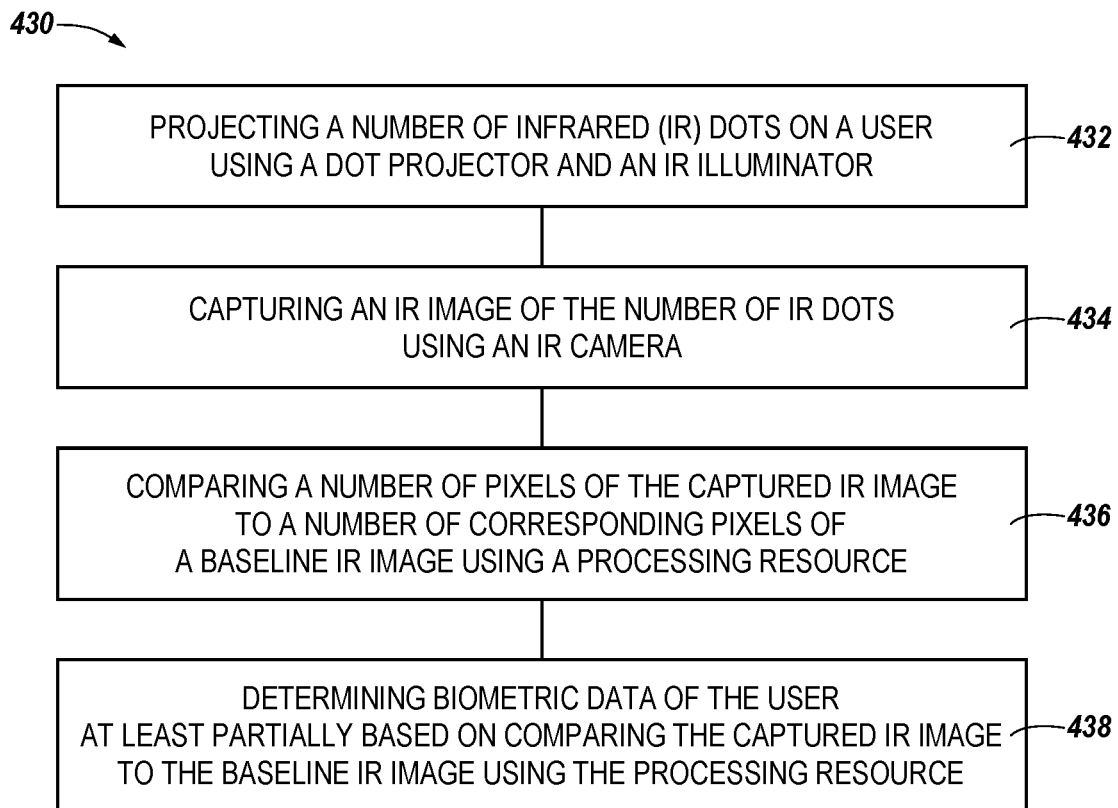 430
PROJECTING A NUMBER OF INFRARED (IR) DOTS ON A USER
USING A DOT PROJECTOR AND AN IR ILLUMINATOR
432
CAPTURING AN IR IMAGE OF THE NUMBER OF IR DOTS
USING AN IR CAMERA
434
COMPARING A NUMBER OF PIXELS OF THE CAPTURED IR IMAGE
TO A NUMBER OF CORRESPONDING PIXELS OF
A BASELINE IR IMAGE USING A PROCESSING RESOURCE
436
DETERMINING BIOMETRIC DATA OF THE USER
AT LEAST PARTIALLY BASED ON COMPARING THE CAPTURED IR IMAGE
TO THE BASELINE IR IMAGE USING THE PROCESSING RESOURCE
438